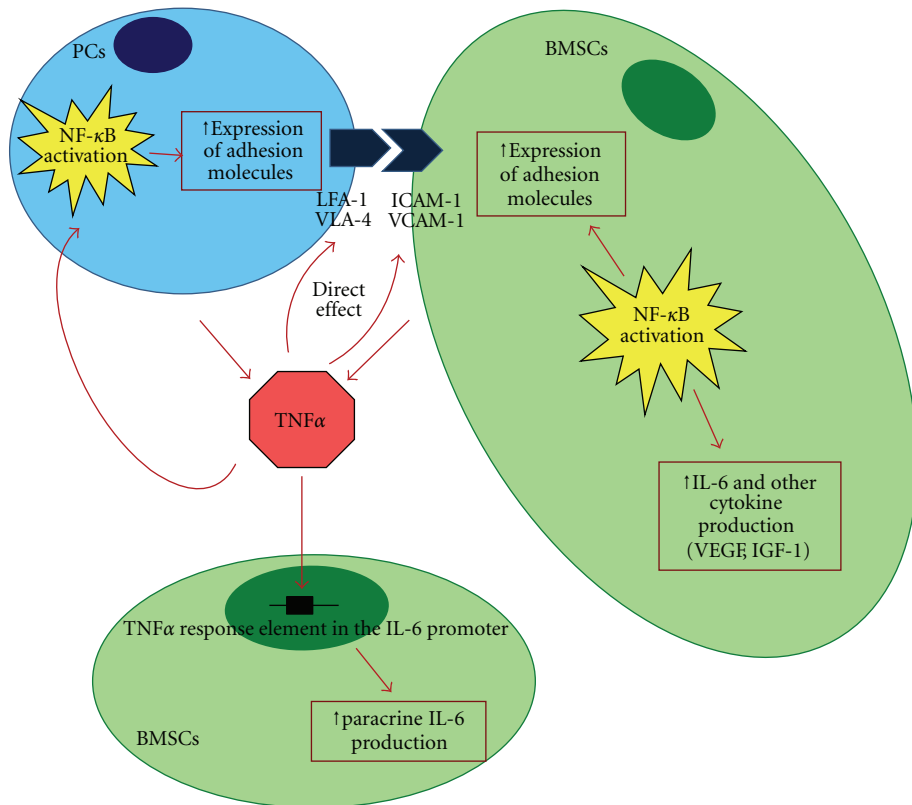 PCs
NF-κB
activation
↑Expression
of adhesion
molecules
LFA-1
VLA-4
ICAM-1
VCAM-1
BMSCs
↑Expression
of adhesion
molecules
NF-κB
activation
↑IL-6 and other
cytokine
production
(VEGF, IGF-1)
Direct
effect
TNFα
TNFα response element in the IL-6 promoter
↑paracrine IL-6
production
BMSCs